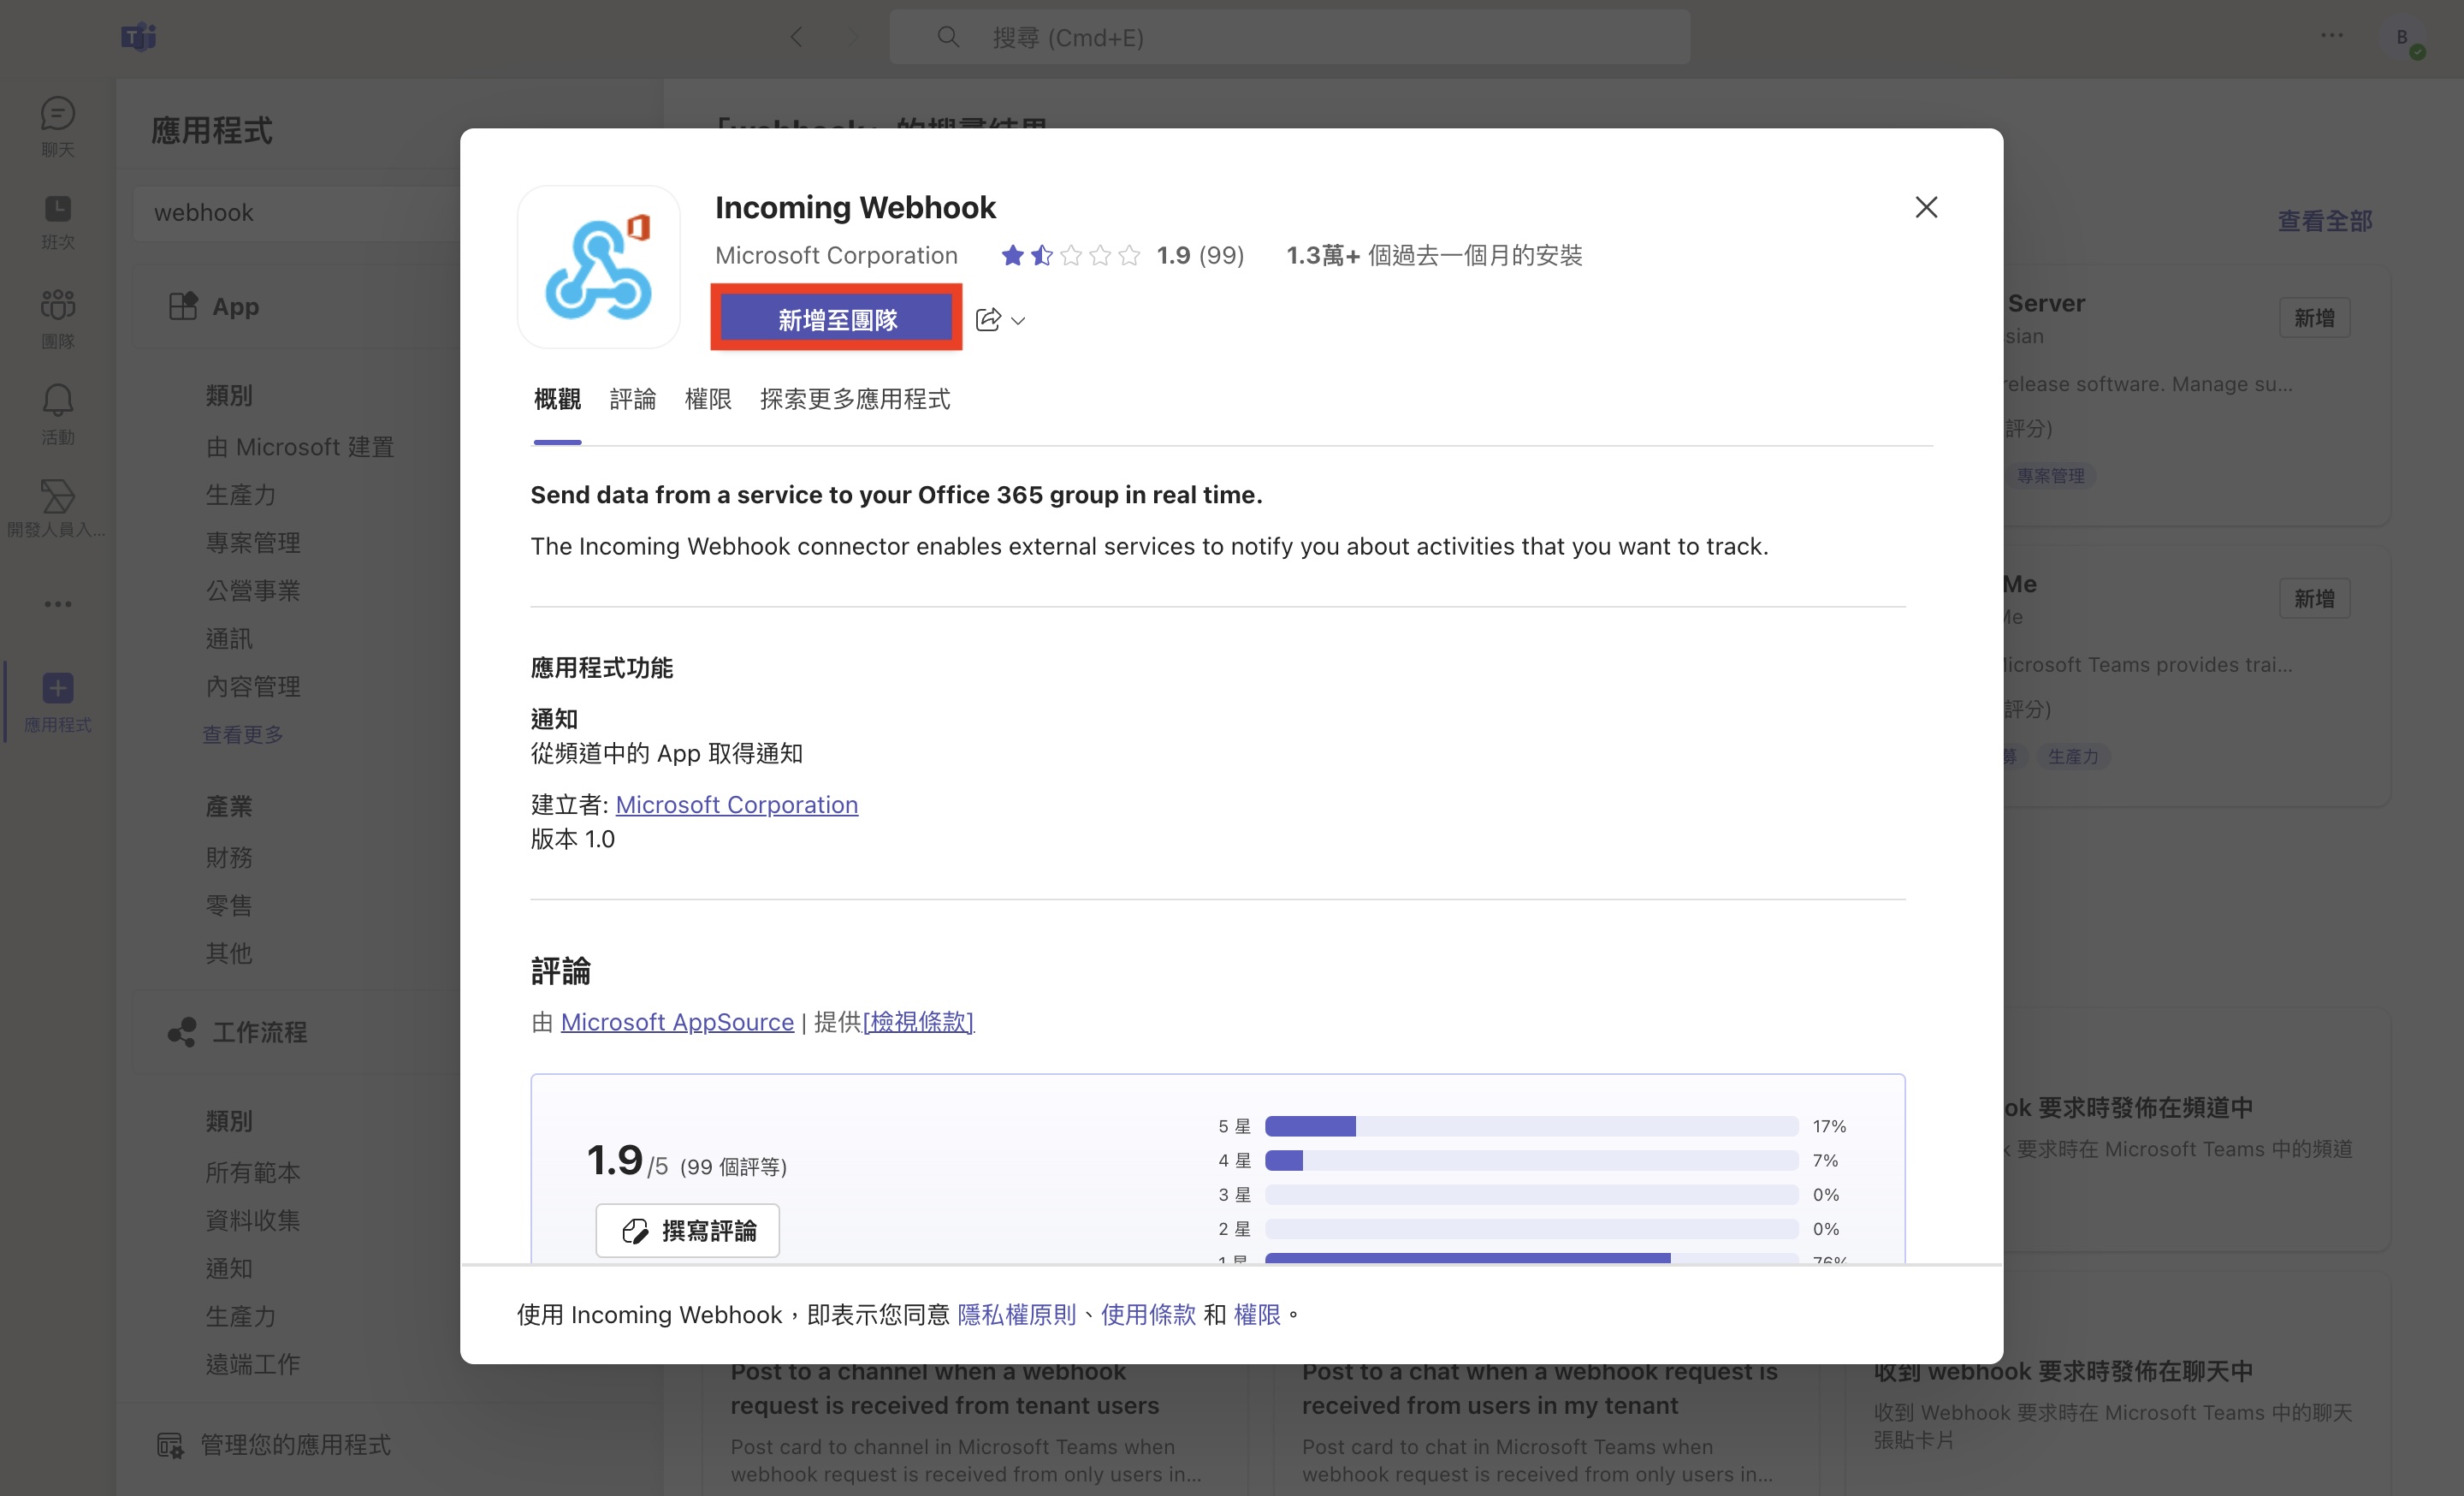 搜尋 (Cmd+E)
B
聊天
班次
團隊
活動
開發人員入...
應用程式
應用程式
webhook
App
類別
由 Microsoft 建置
生產力
專案管理
公營事業
通訊
內容管理
查看更多
產業
財務
零售
其他
工作流程
類別
所有範本
資料收集
通知
生產力
遠端工作
管理您的應用程式
「webhook」的搜尋結果
查看全部
Incoming Webhook
Microsoft Corporation 1.9 (99) 1.3萬+ 個過去一個月的安裝
新增至團隊
概觀 評論 權限 探索更多應用程式
Send data from a service to your Office 365 group in real time.
The Incoming Webhook connector enables external services to notify you about activities that you want to track.
應用程式功能
通知
從頻道中的 App 取得通知
建立者: Microsoft Corporation
版本 1.0
評論
由 Microsoft AppSource | 提供[檢視條款]
1.9 /5 (99 個評等)
撰寫評論
5 星 17%
4 星 7%
3 星 0%
2 星 0%
1 星 76%
使用 Incoming Webhook，即表示您同意 隱私權原則、使用條款 和 權限。
Server 新增
sian
release software. Manage su...
評分)
專案管理
Me 新增
Me
Microsoft Teams provides trai...
評分)
生產力
ok 要求時發佈在頻道中
k 要求時在 Microsoft Teams 中的頻道
Post to a channel when a webhook
request is received from tenant users
Post card to channel in Microsoft Teams when
webhook request is received from only users in...
Post to a chat when a webhook request is
received from users in my tenant
Post card to chat in Microsoft Teams when
webhook request is received from only users in...
收到 webhook 要求時發佈在聊天中
收到 Webhook 要求時在 Microsoft Teams 中的聊天
張貼卡片